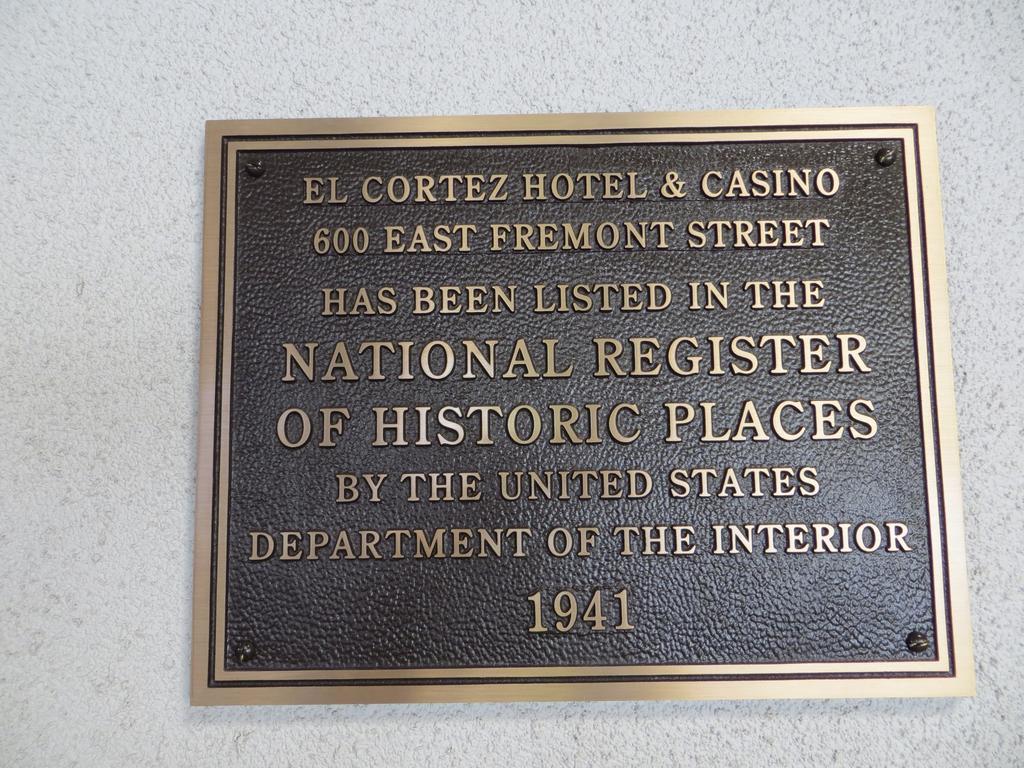 EL CORTEZ HOTEL & CASINO
600 EAST FREMONT STREET
HAS BEEN LISTED IN THE
NATIONAL REGISTER
OF HISTORIC PLACES
BY THE UNITED STATES
DEPARTMENT OF THE INTERIOR
1941